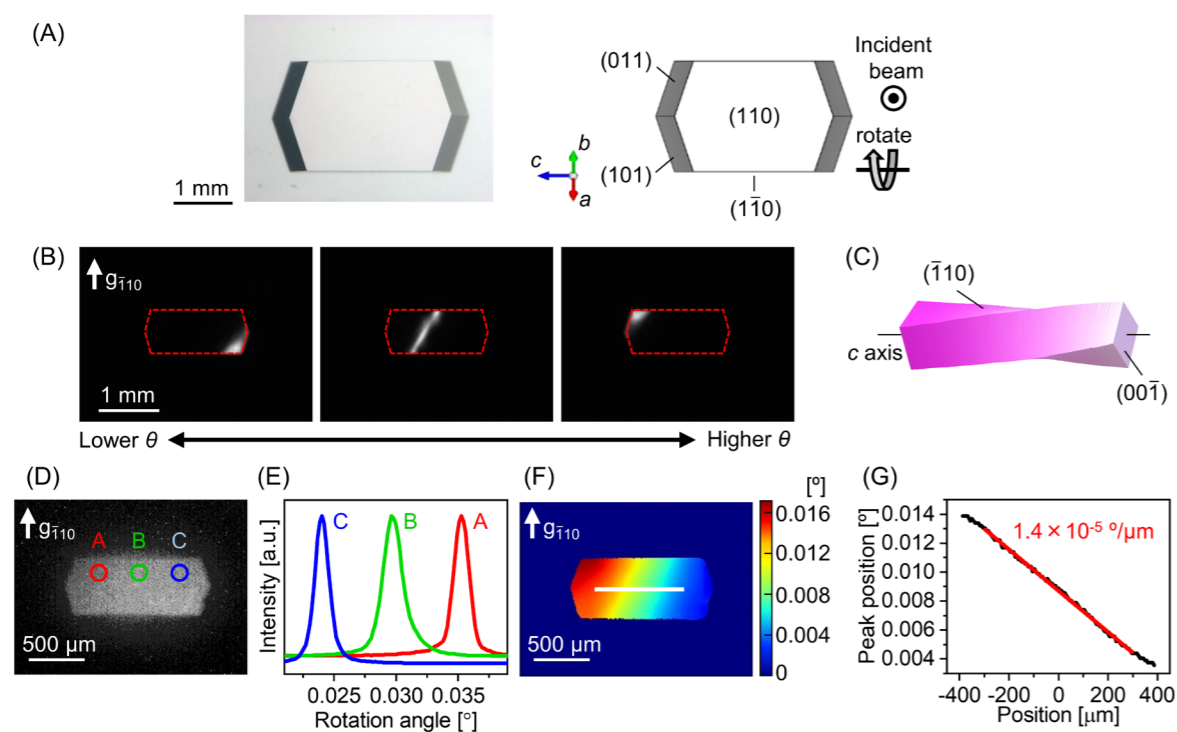 (A)
(011)
(110)
(101)
(11̄0)
c
b
a
Incident
beam
rotate
1 mm
(B)
g1̄10
1 mm
Lower θ
Higher θ
(C)
(1̄10)
c axis
(001̄)
(D)
g1̄10
A
B
C
500 µm
(E)
Intensity [a.u.]
C
B
A
0.025
0.030
0.035
Rotation angle [°]
(F)
g1̄10
500 µm
[º]
0.016
0.012
0.008
0.004
0
(G)
Peak position [º]
0.014
0.012
0.010
0.008
0.006
0.004
1.4 × 10⁻⁵ º/µm
-400
-200
0
200
400
Position [µm]